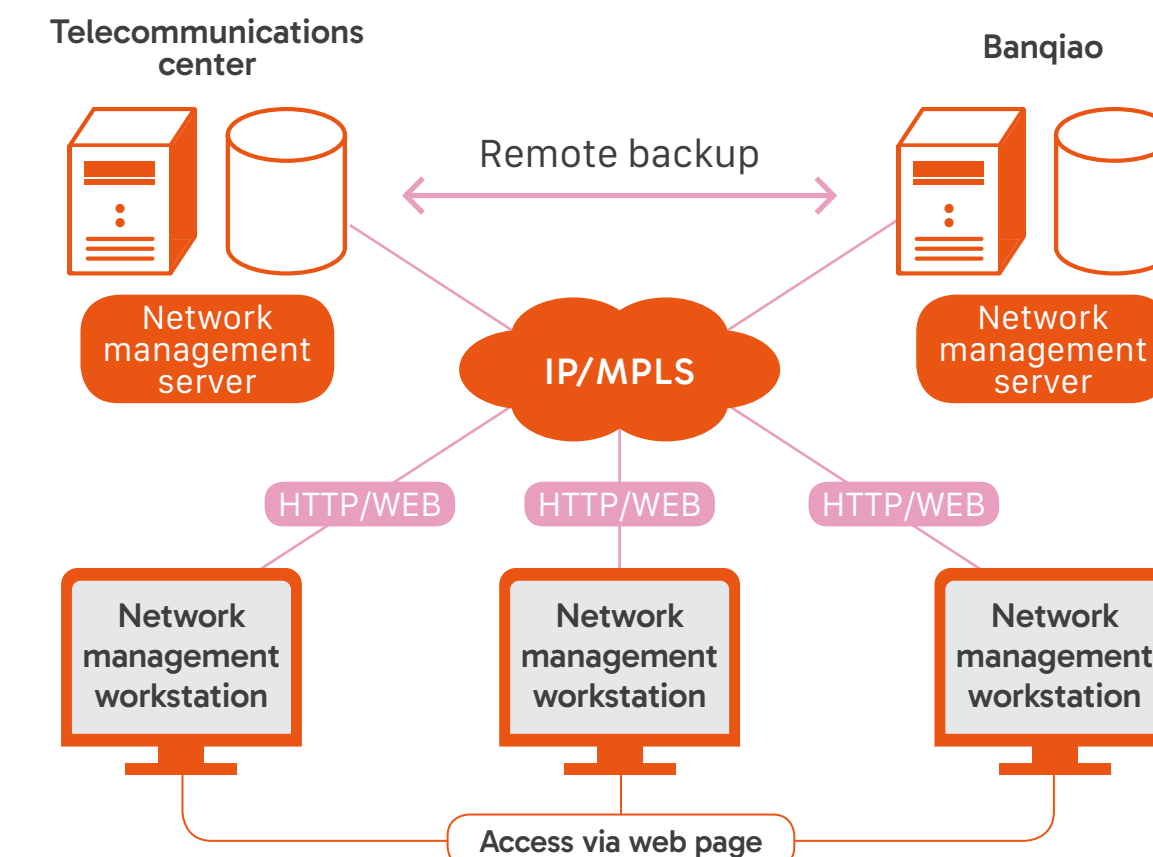 Telecommunications
center
Banqiao
Remote backup
Network
management
server
Network
management
server
IP/MPLS
HTTP/WEB
HTTP/WEB
HTTP/WEB
Network
management
workstation
Network
management
workstation
Network
management
workstation
Access via web page